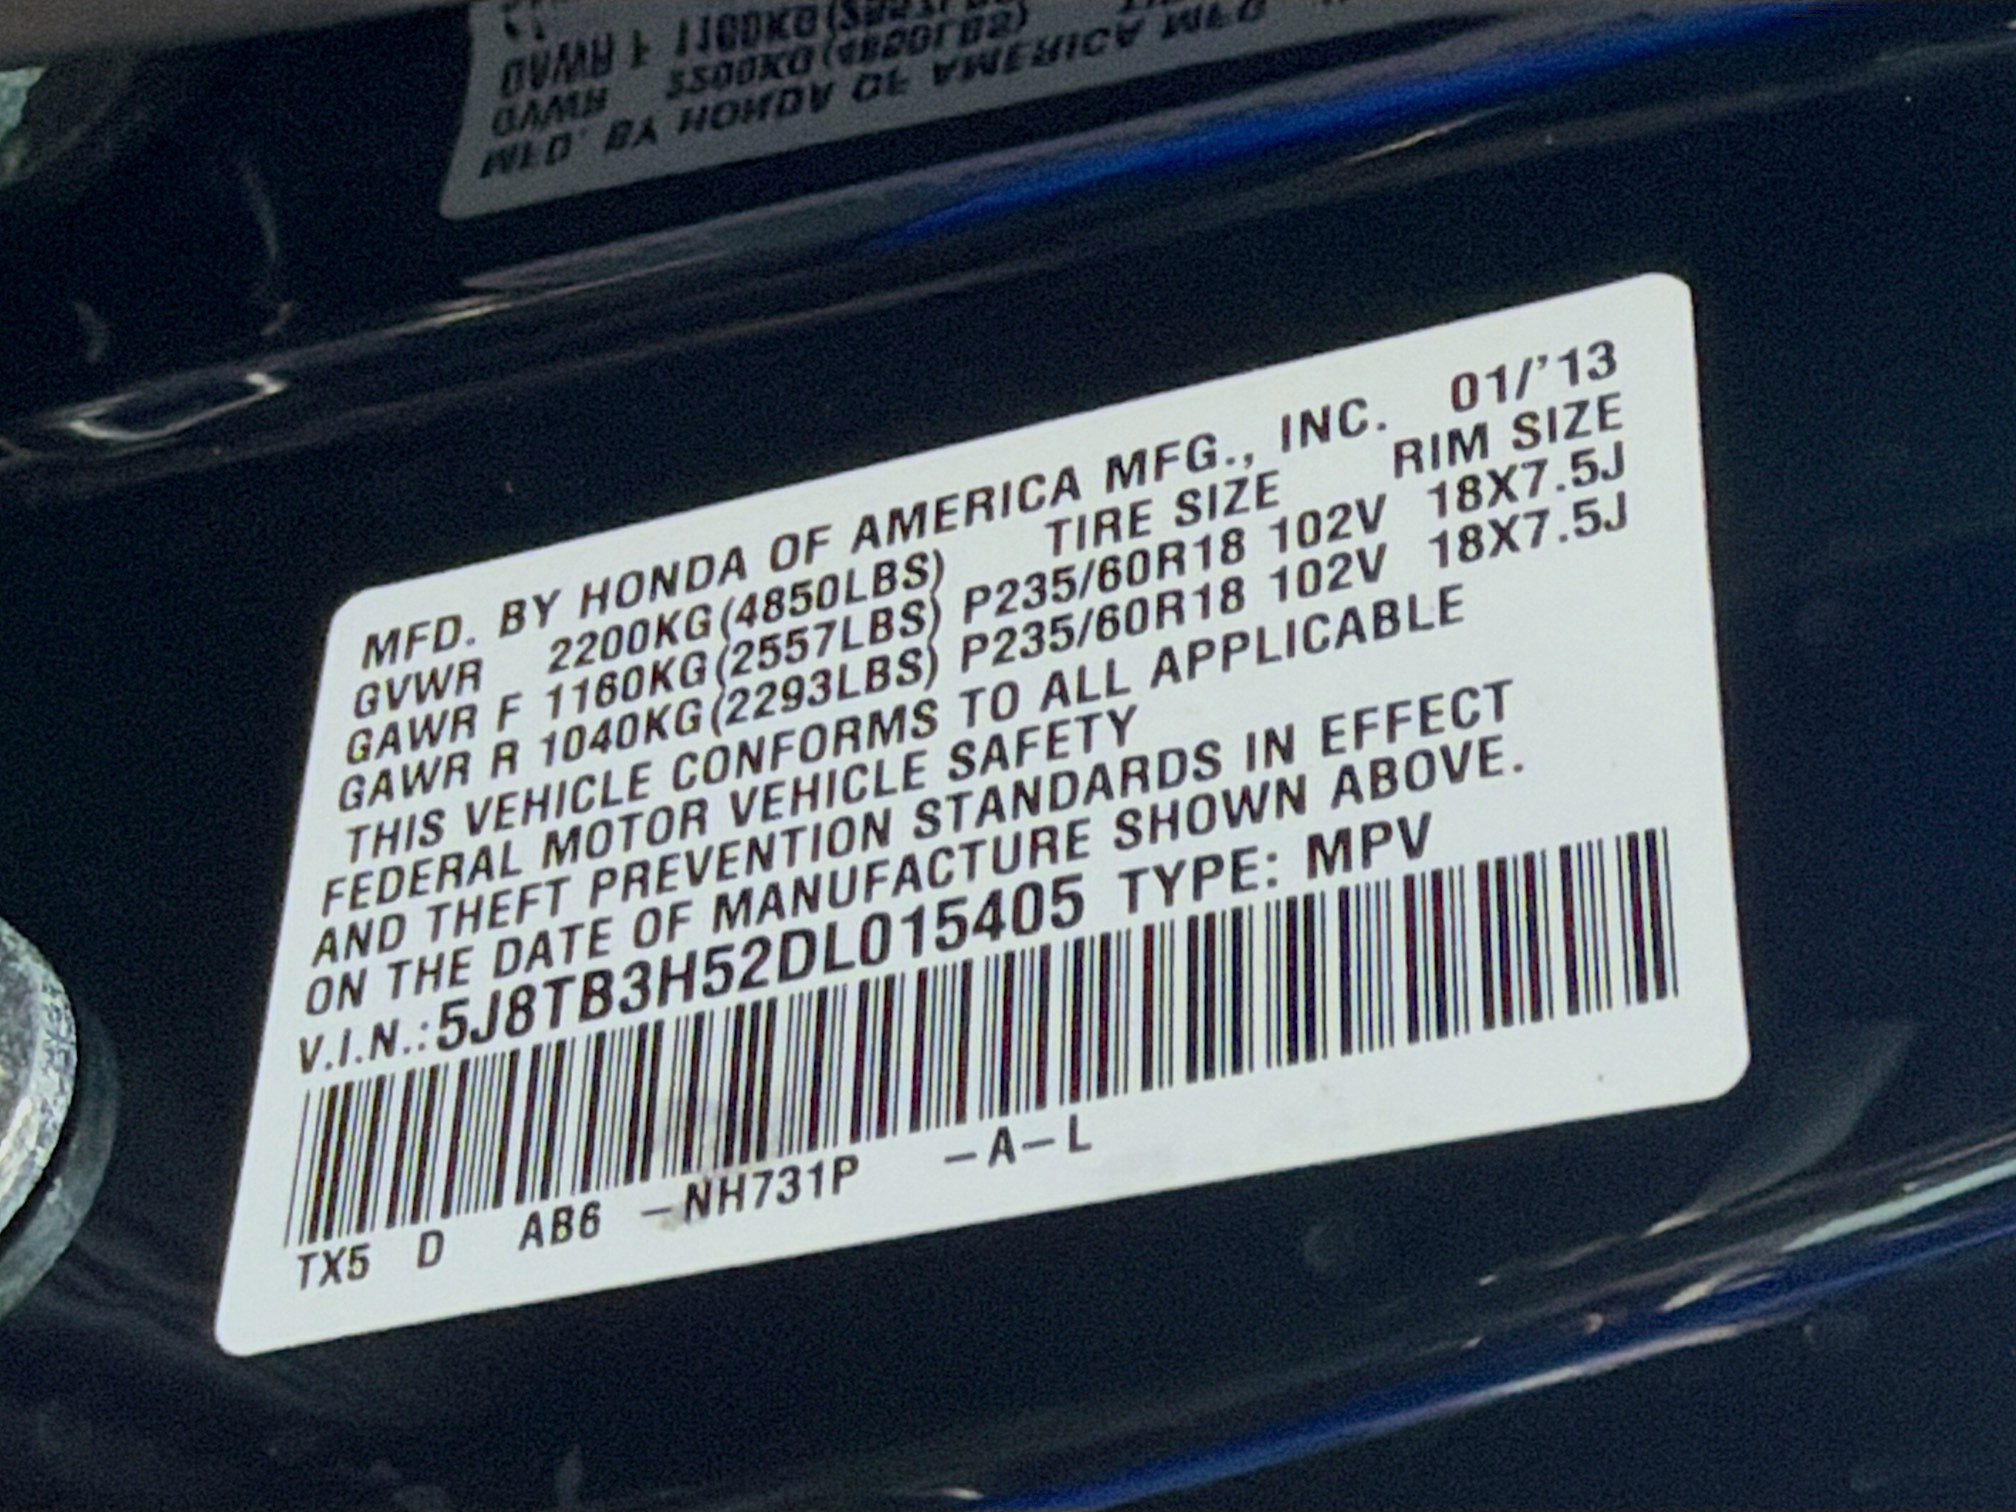 MFD. BY HONDA OF AMERICA MFG., INC. 01/'13
GVWR 2200KG(4850LBS) TIRE SIZE RIM SIZE
GAWR F 1160KG(2557LBS) P235/60R18 102V 18X7.5J
GAWR R 1040KG(2293LBS) P235/60R18 102V 18X7.5J
THIS VEHICLE CONFORMS TO ALL APPLICABLE
FEDERAL MOTOR VEHICLE SAFETY
AND THEFT PREVENTION STANDARDS IN EFFECT
ON THE DATE OF MANUFACTURE SHOWN ABOVE.
V.I.N.: 5J8TB3H52DL015405 TYPE: MPV
TX5 D AB6 -NH731P -A-L